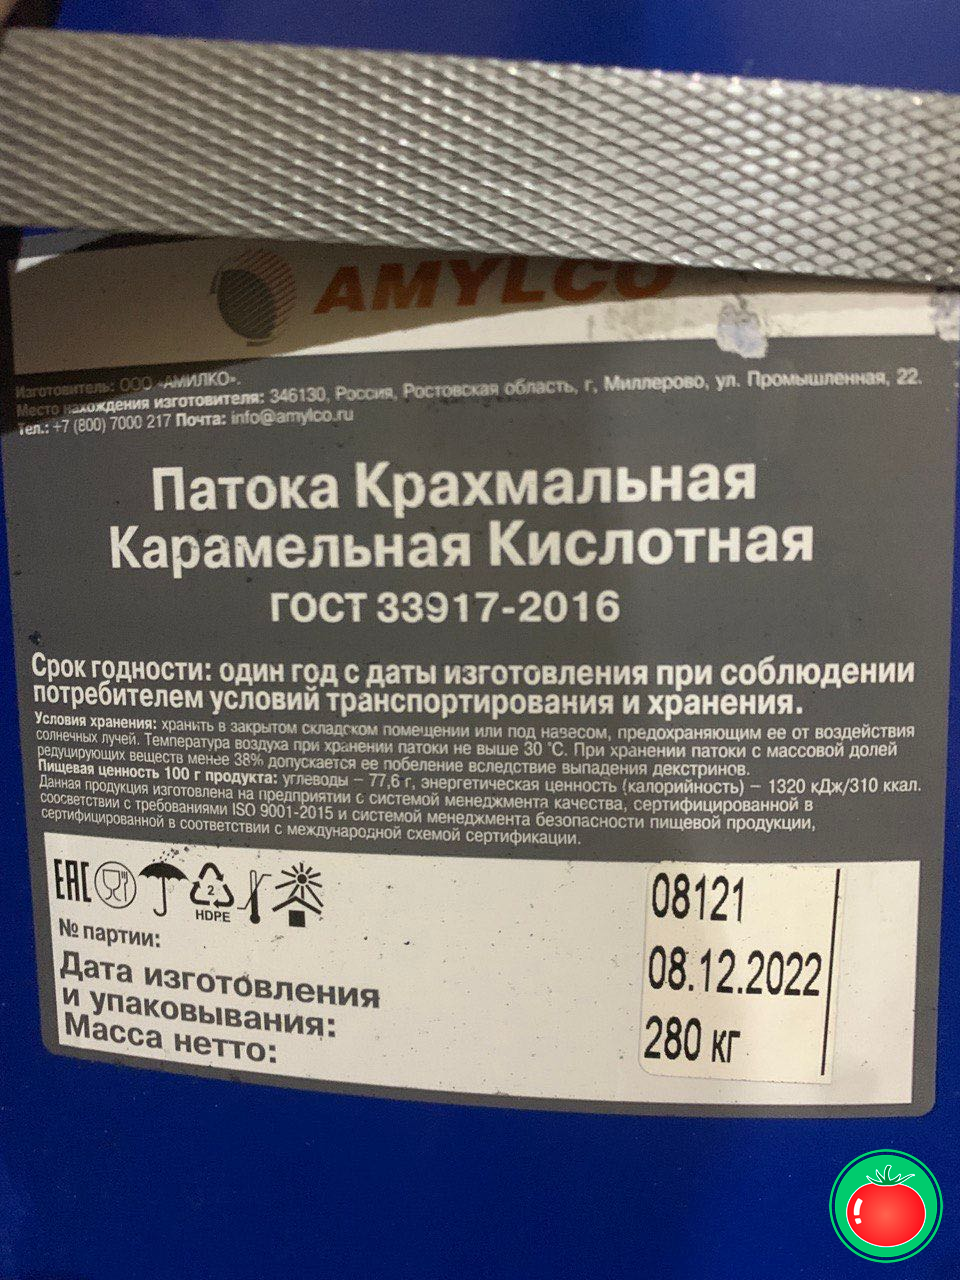 AMYLCO
Изготовитель: ООО «АМИЛКО».
Место нахождения изготовителя: 346130, Россия, Ростовская область, г. Миллерово, ул. Промышленная, 22.
Тел.: +7 (800) 7000 217 Почта: info@amylco.ru
Патока Крахмальная
Карамельная Кислотная
ГОСТ 33917-2016
Срок годности: один год с даты изготовления при соблюдении
потребителем условий транспортирования и хранения.
Условия хранения: хранить в закрытом складском помещении или под навесом, предохраняющим ее от воздействия
солнечных лучей. Температура воздуха при хранении патоки не выше 30 °C. При хранении патоки с массовой долей
редуцирующих веществ менее 38% допускается ее побеление вследствие выпадения декстринов.
Пищевая ценность 100 г продукта: углеводы – 77,6 г, энергетическая ценность (калорийность) – 1320 кДж/310 ккал.
Данная продукция изготовлена на предприятии с системой менеджмента качества, сертифицированной в
соосветствии с требованиями ISO 9001-2015 и системой менеджмента безопасности пищевой продукции,
сертифицированной в соответствии с международной схемой сертификации.
EAC
2
HDPE
№ партии: 08121
Дата изготовления
и упаковывания: 08.12.2022
Масса нетто: 280 кг